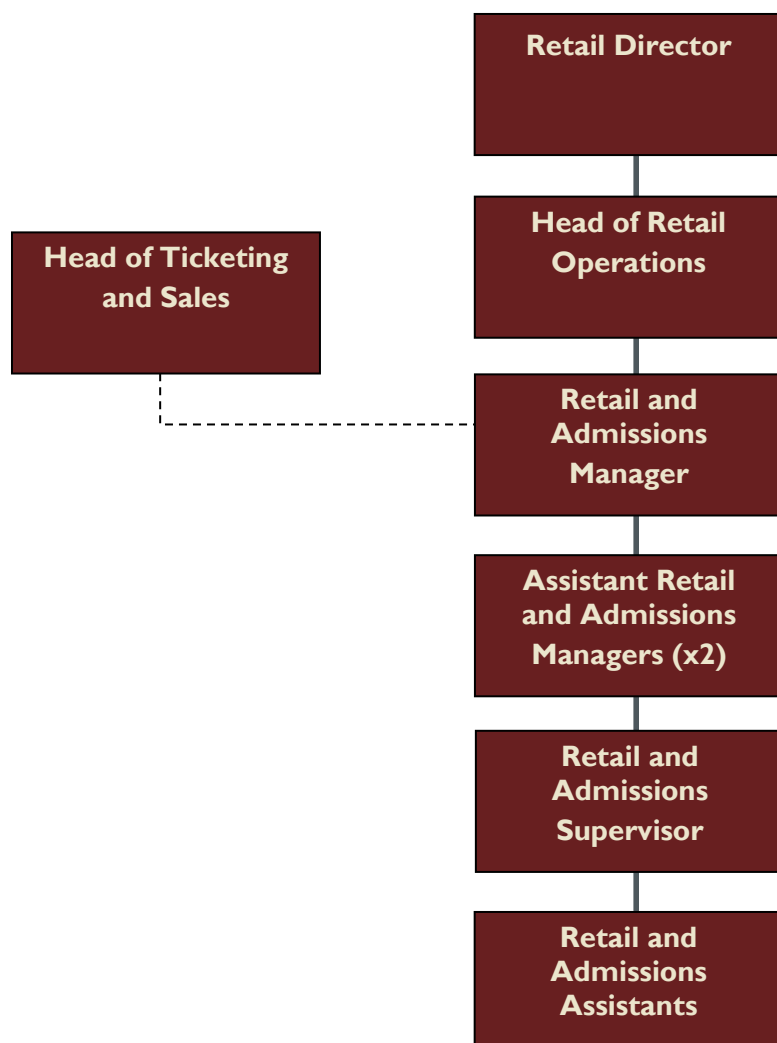 Retail Director
Head of Retail
Operations
Head of Ticketing
and Sales
Retail and
Admissions
Manager
Assistant Retail
and Admissions
Managers (x2)
Retail and
Admissions
Supervisor
Retail and
Admissions
Assistants